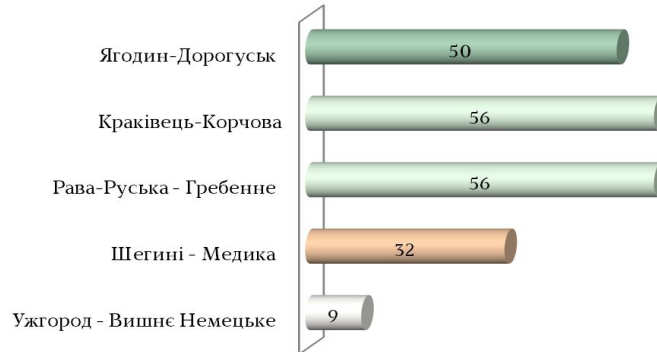 Ягодин-Дорогуськ 50
Краківець-Корчова 56
Рава-Руська - Гребенне 56
Шегині - Медика 32
Ужгород - Вишнє Немецьке 9